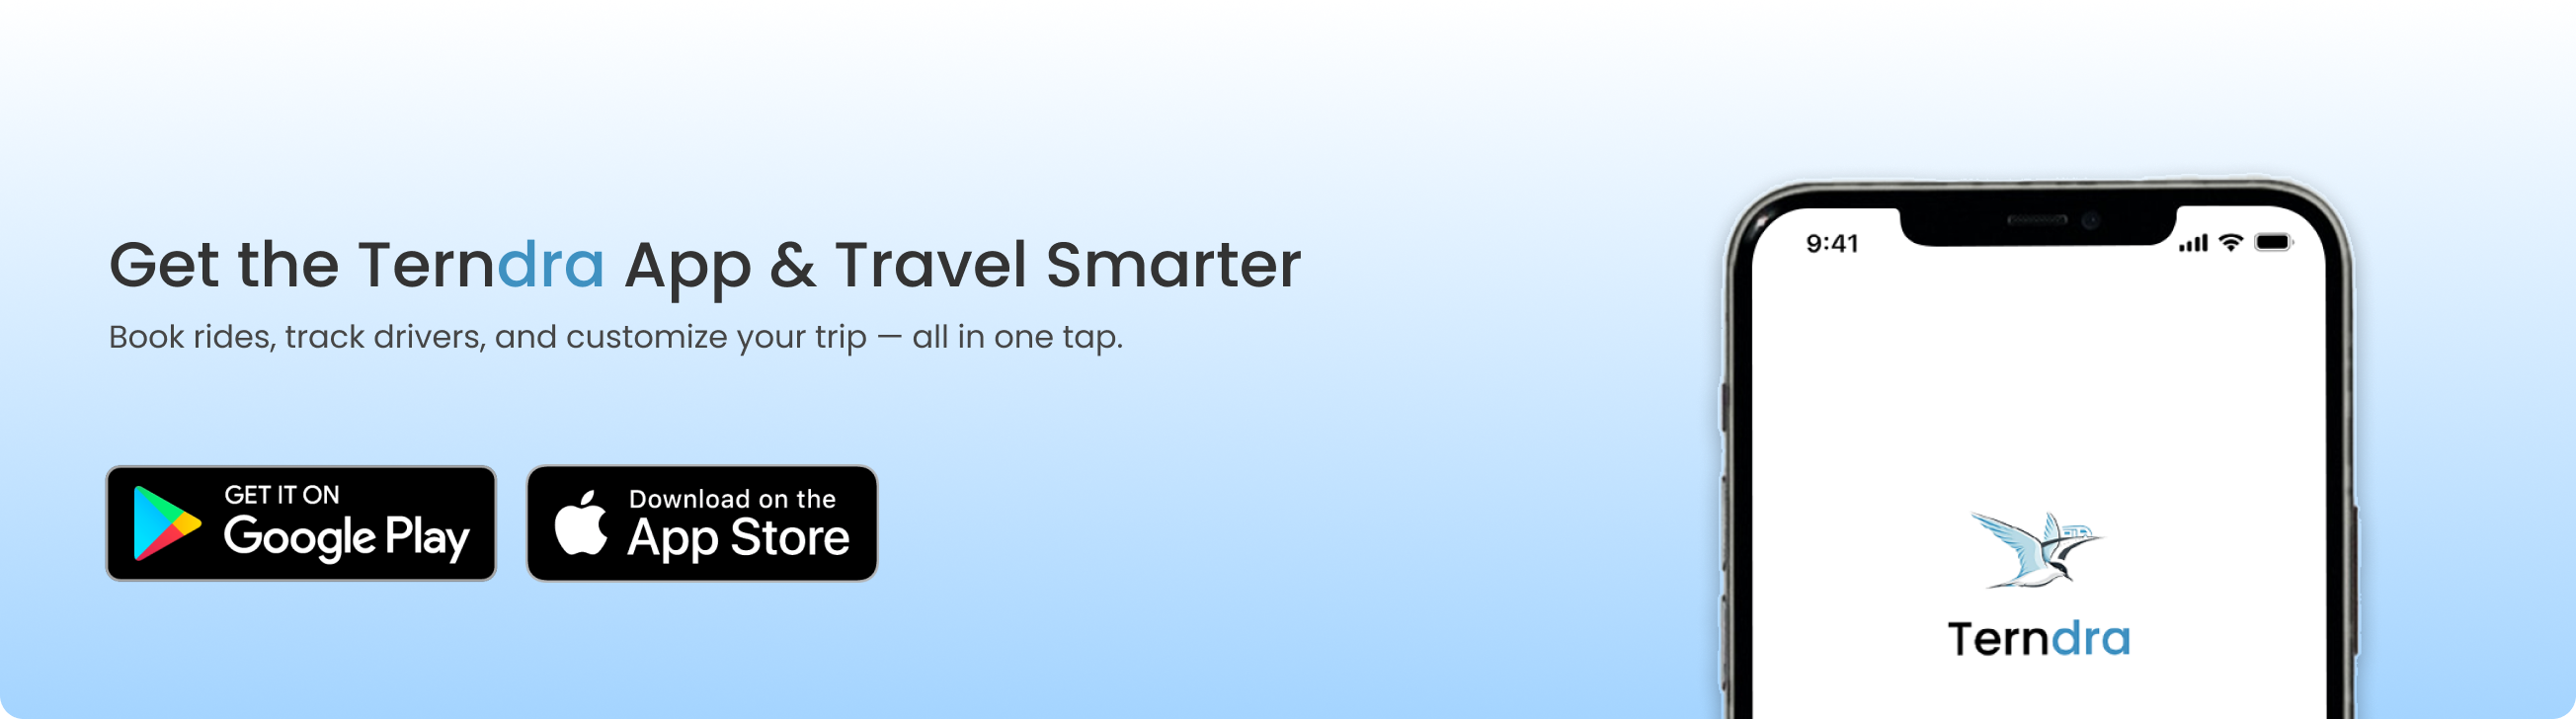 Get the Terndra App & Travel Smarter
Book rides, track drivers, and customize your trip — all in one tap.
GET IT ON
Google Play
Download on the
App Store
9:41
Terndra